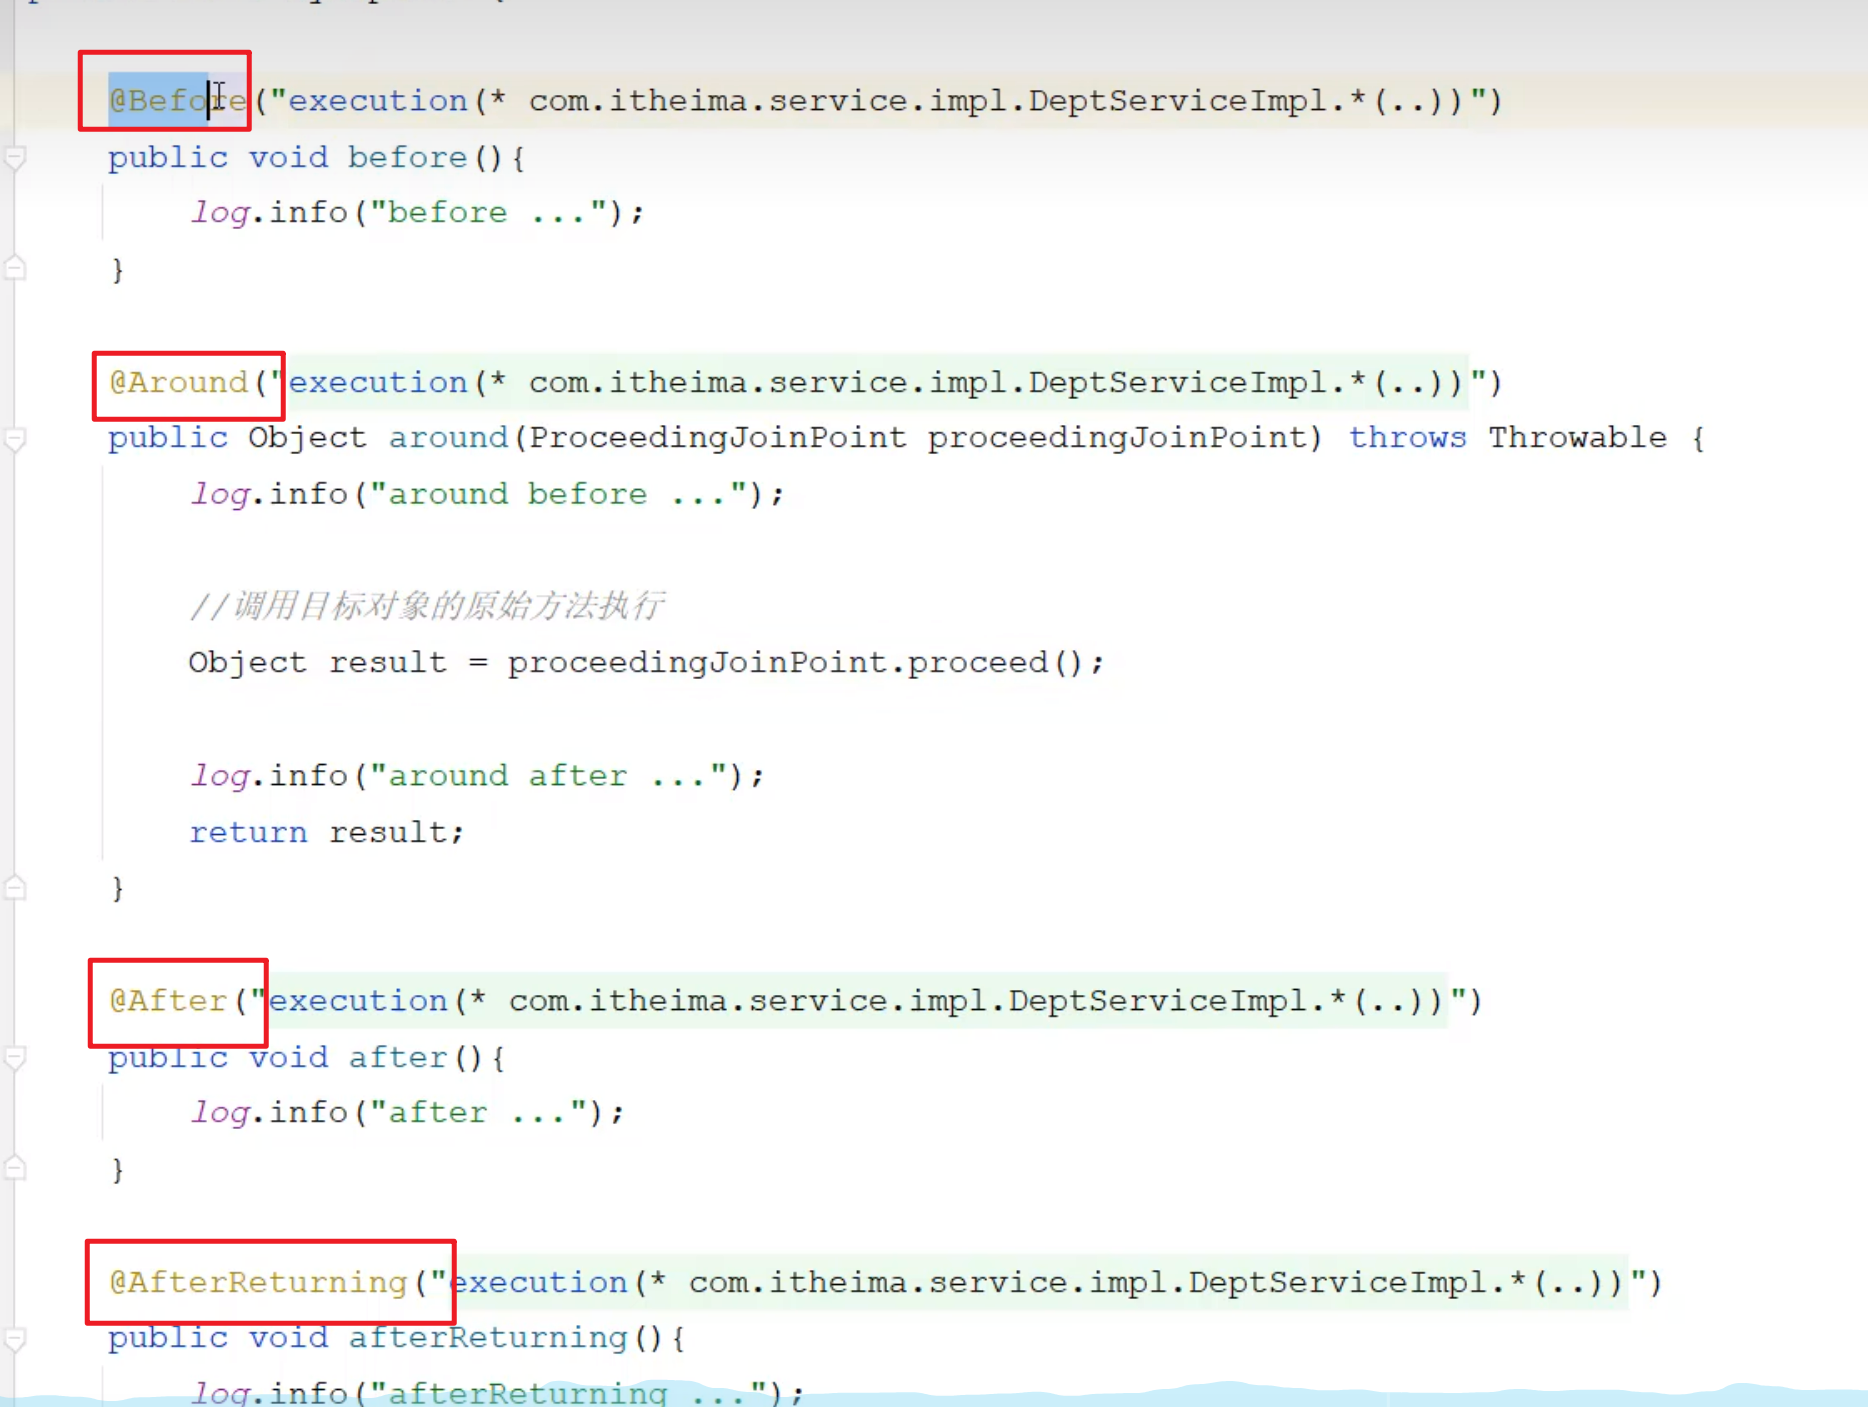 @Before("execution(* com.itheima.service.impl.DeptServiceImpl.*(..))")
public void before(){
log.info("before ...");
}
@Around("execution(* com.itheima.service.impl.DeptServiceImpl.*(..))")
public Object around(ProceedingJoinPoint proceedingJoinPoint) throws Throwable {
log.info("around before ...");
//调用目标对象的原始方法执行
Object result = proceedingJoinPoint.proceed();
log.info("around after ...");
return result;
}
@After("execution(* com.itheima.service.impl.DeptServiceImpl.*(..))")
public void after(){
log.info("after ...");
}
@AfterReturning("execution(* com.itheima.service.impl.DeptServiceImpl.*(..))")
public void afterReturning(){
log.info("afterReturning ...");